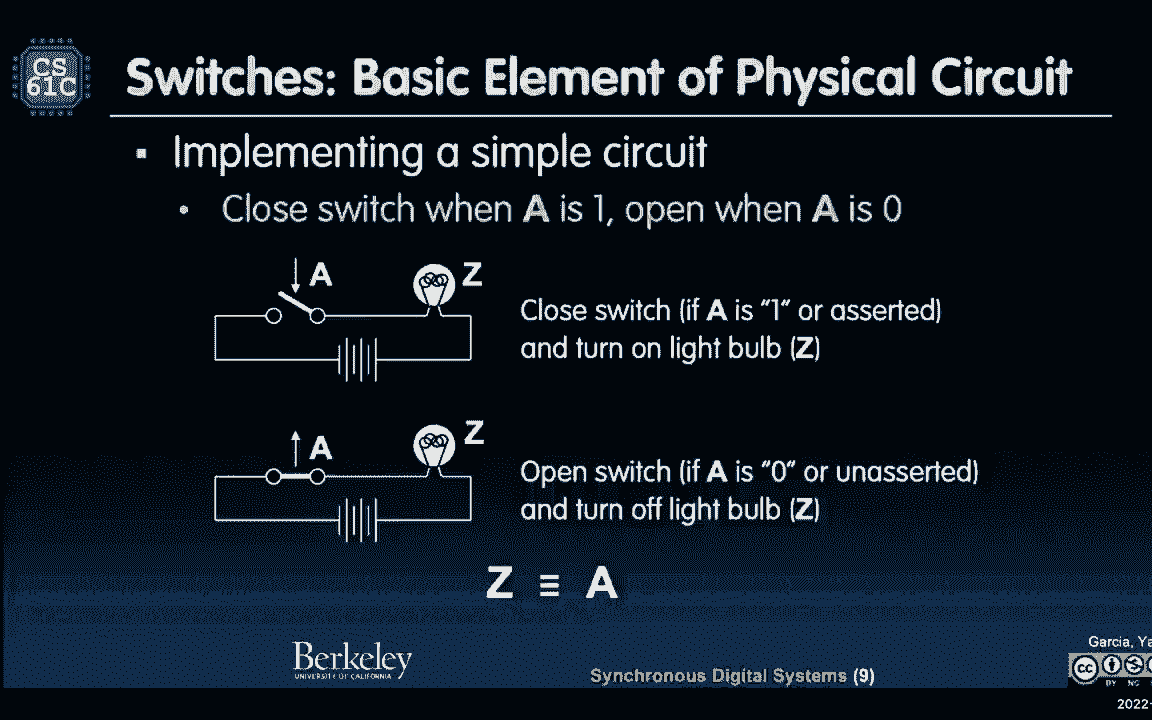 CS
61C
Switches: Basic Element of Physical Circuit
Implementing a simple circuit
Close switch when A is 1, open when A is 0
A
Z
Close switch (if A is "1" or asserted)
and turn on light bulb (Z)
A
Z
Open switch (if A is "0" or unasserted)
and turn off light bulb (Z)
Z ≡ A
Berkeley
UNIVERSITY OF CALIFORNIA
Synchronous Digital Systems (9)
Garcia, Ya
cc
BY NC
2022-